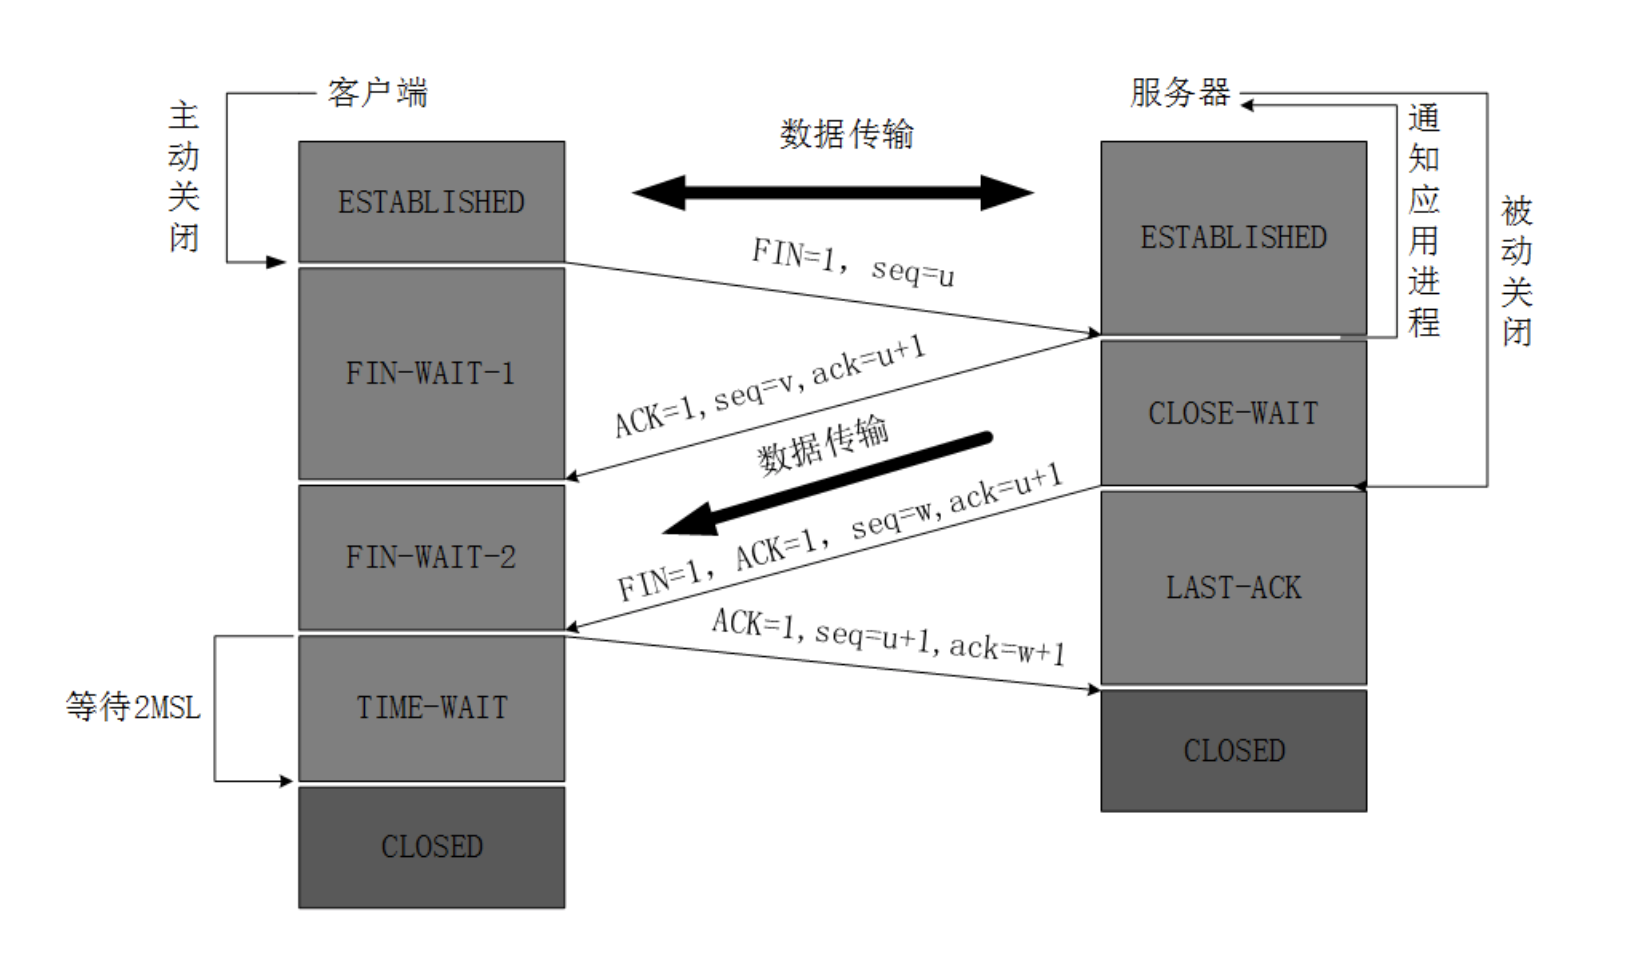 客户端
服务器
主动关闭
数据传输
通知应用进程
被动关闭
ESTABLISHED
ESTABLISHED
FIN=1, seq=u
FIN-WAIT-1
ACK=1,seq=v,ack=u+1
CLOSE-WAIT
数据传输
FIN=1, ACK=1, seq=w,ack=u+1
FIN-WAIT-2
LAST-ACK
ACK=1,seq=u+1,ack=w+1
等待2MSL
TIME-WAIT
CLOSED
CLOSED